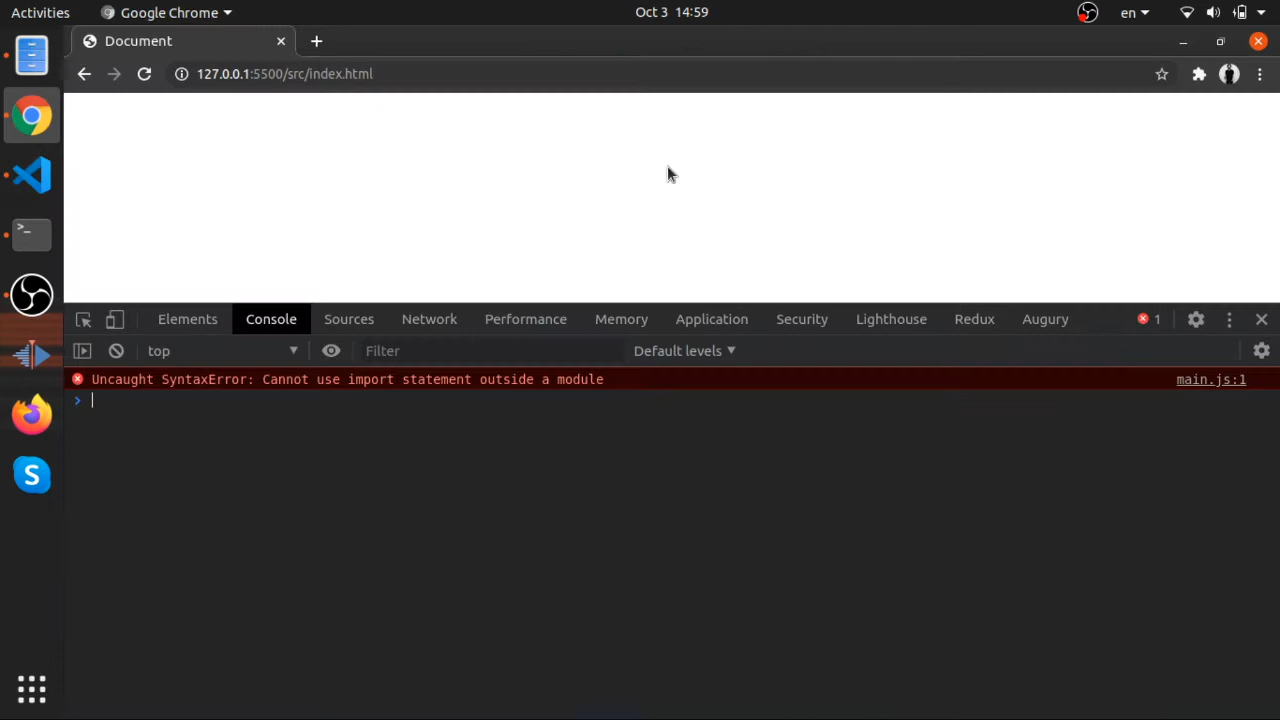 Activities Google Chrome Oct 3 14:59 en
Document
127.0.0.1:5500/src/index.html
Elements Console Sources Network Performance Memory Application Security Lighthouse Redux Augury 1
top Filter Default levels
Uncaught SyntaxError: Cannot use import statement outside a module main.js:1